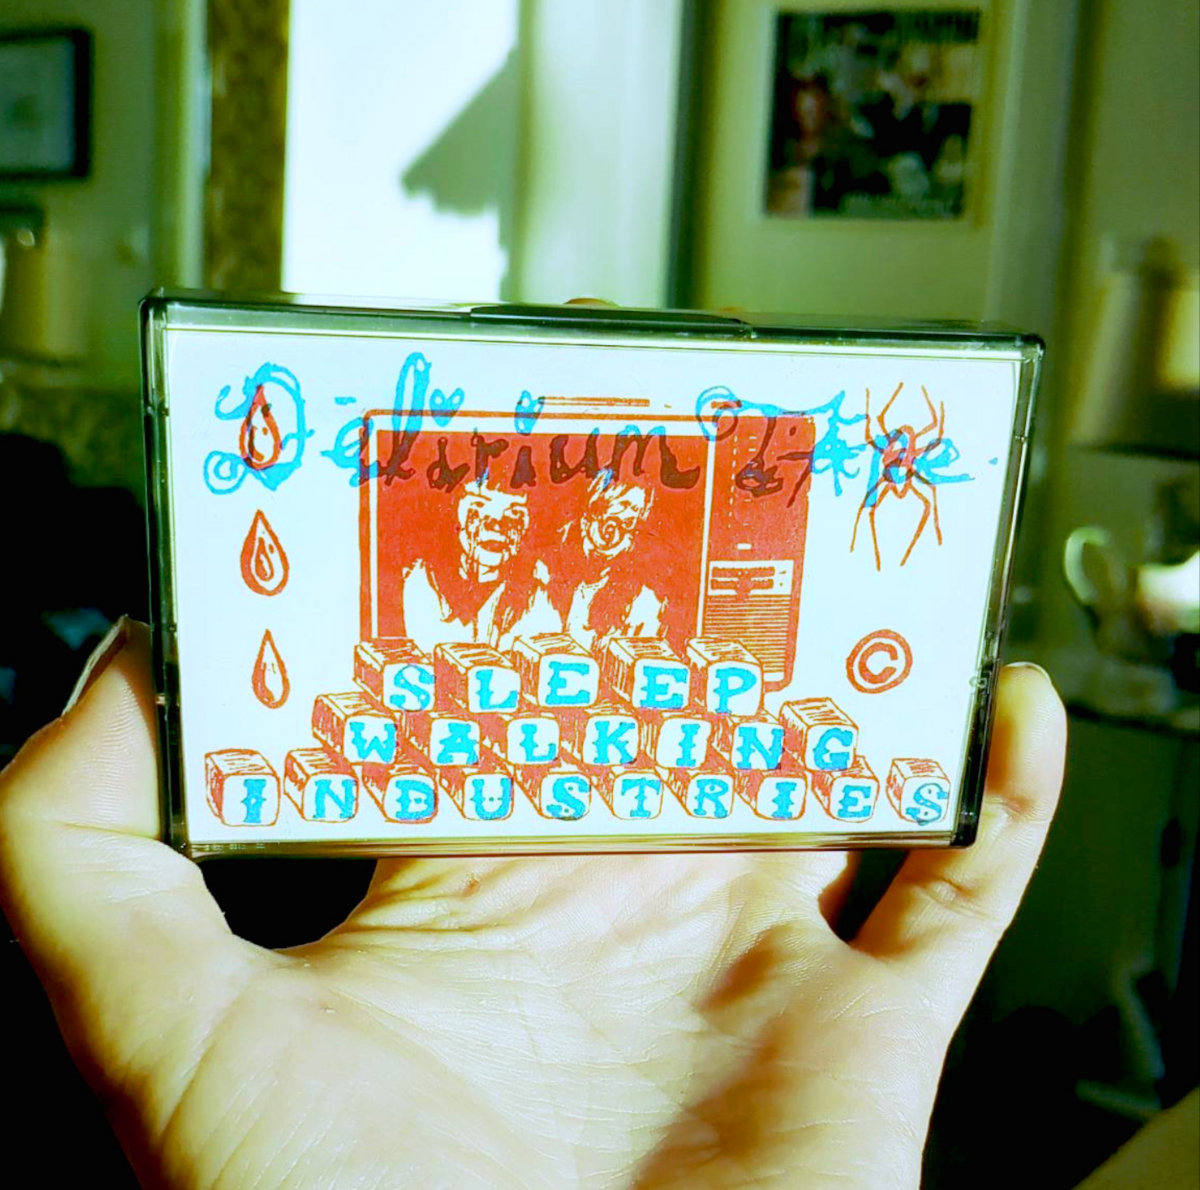 Delirium Tape
©
SLEEP
WALKING
INDUSTRIES